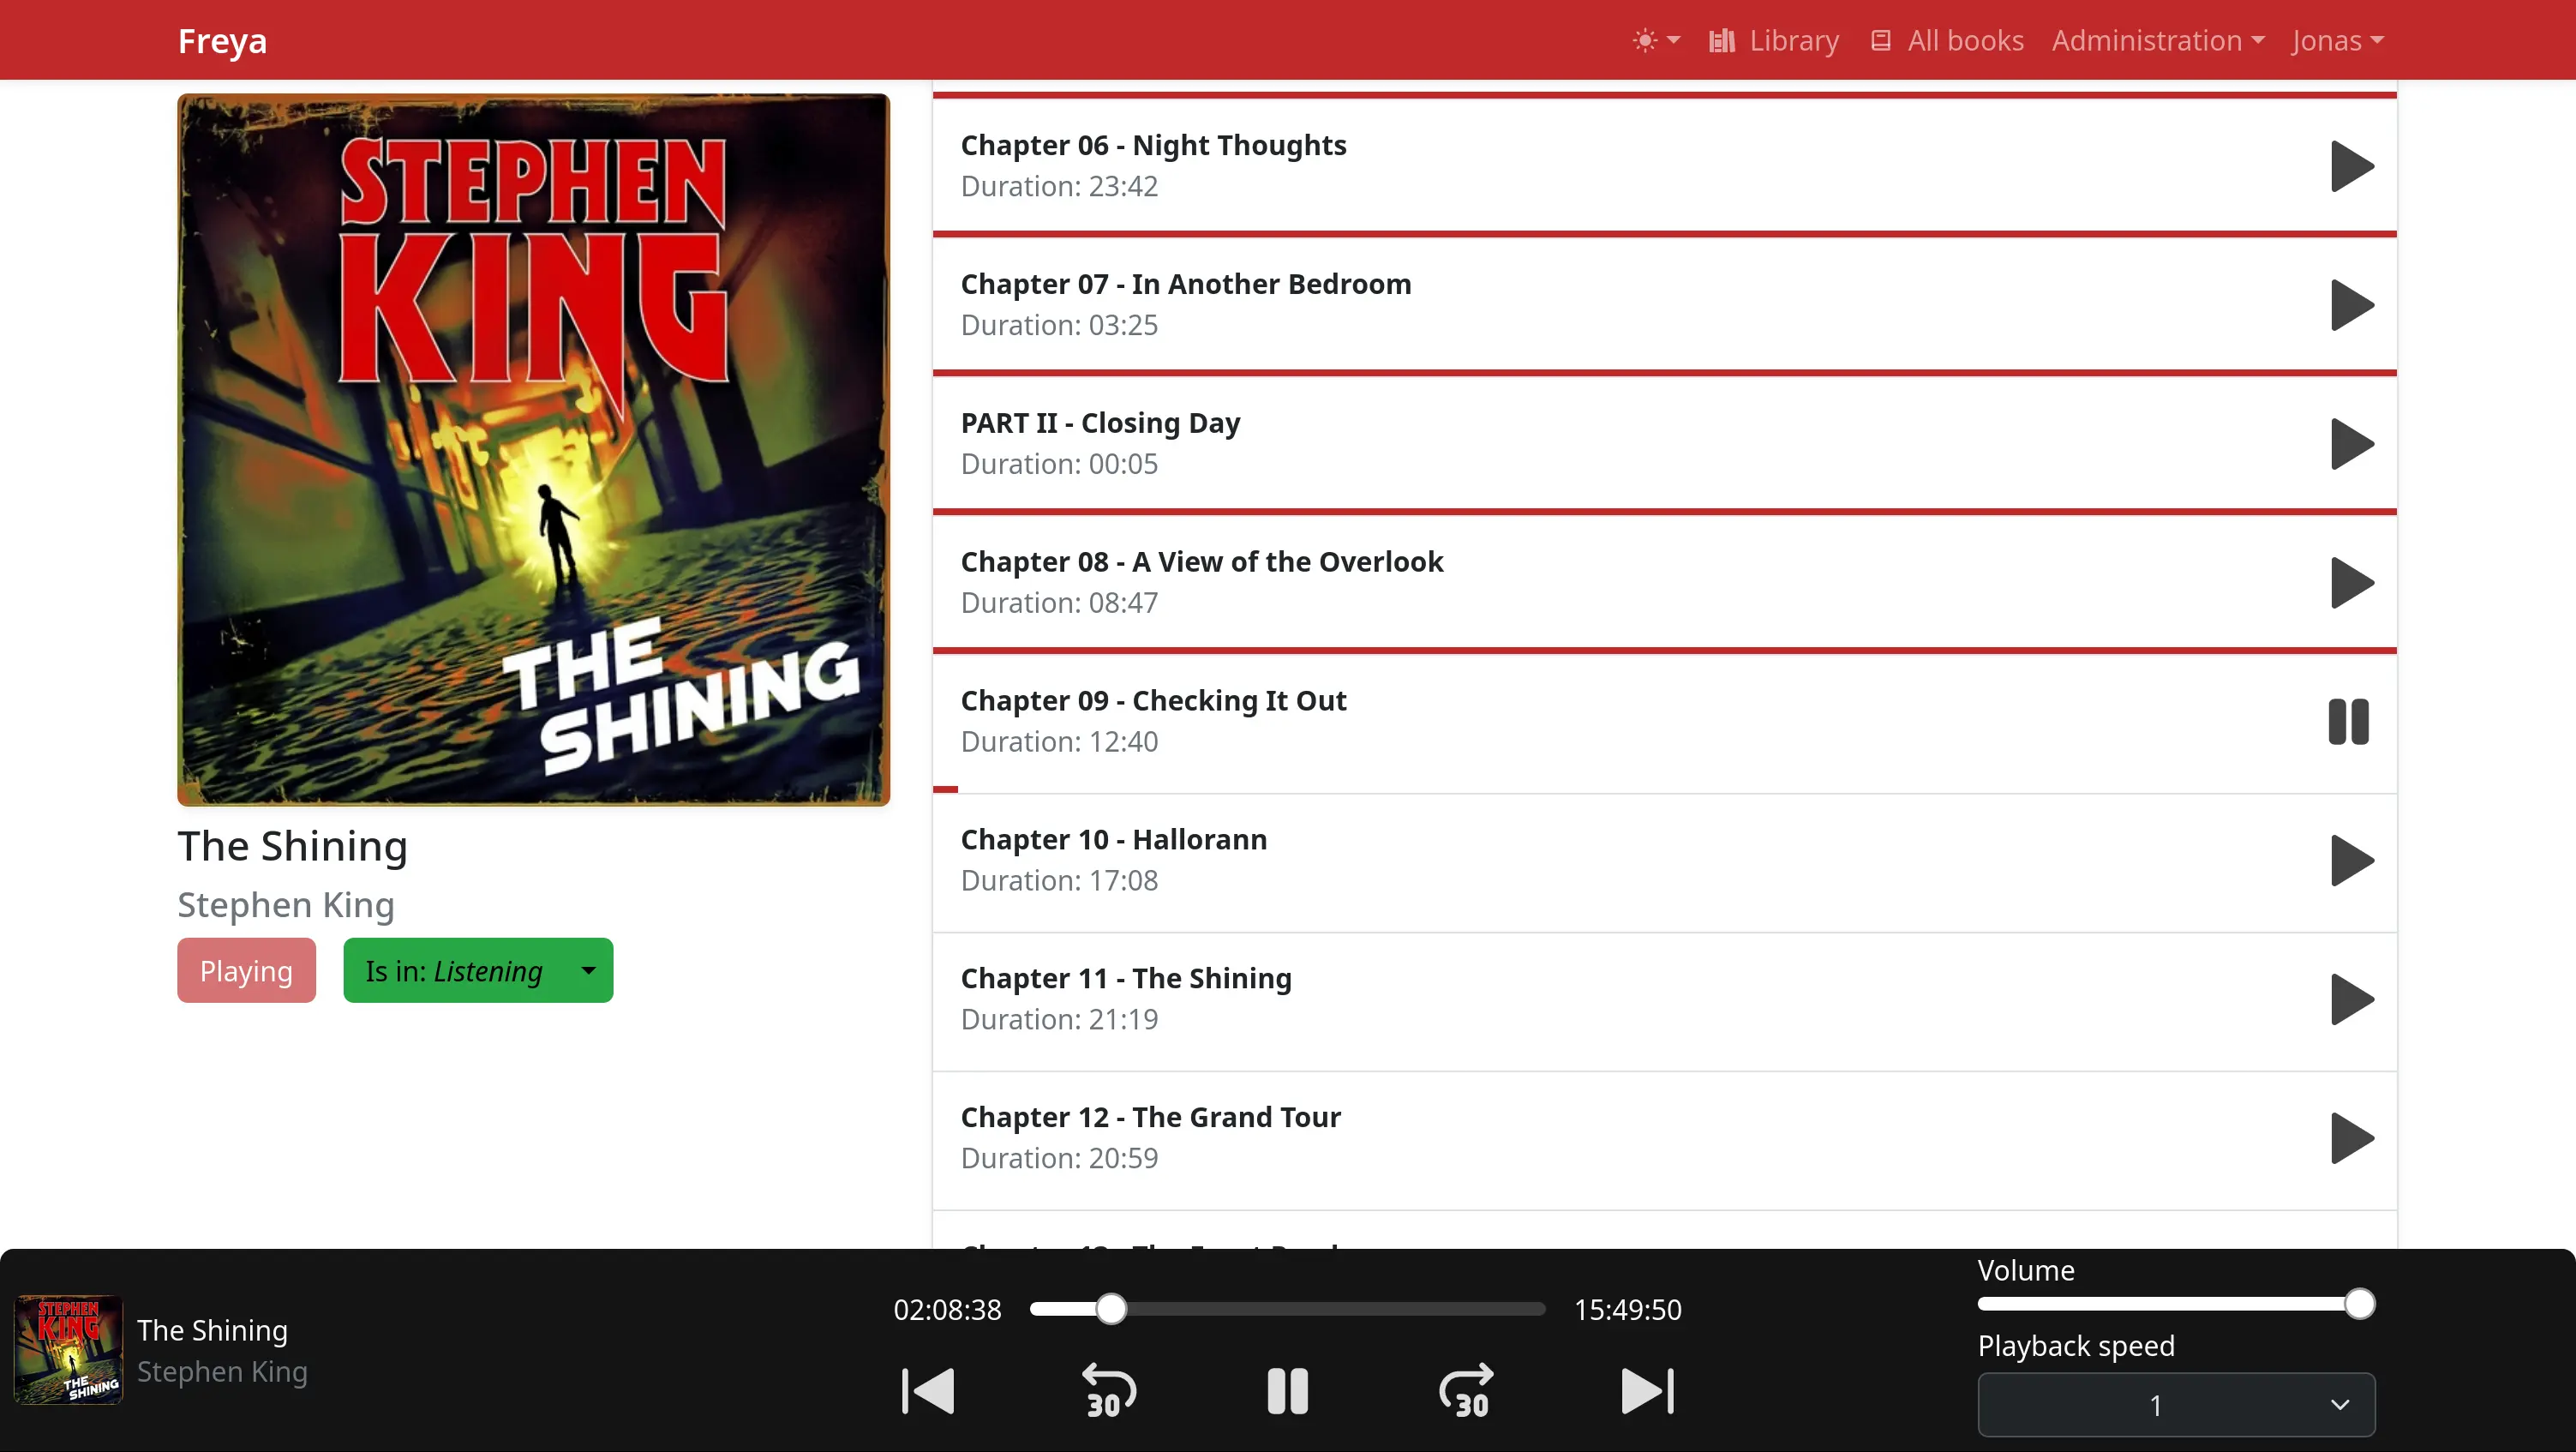 Freya
Library
All books
Administration
Jonas
STEPHEN
KING
THE
SHINING
The Shining
Stephen King
Playing
Is in: Listening
Chapter 06 - Night Thoughts
Duration: 23:42
Chapter 07 - In Another Bedroom
Duration: 03:25
PART II - Closing Day
Duration: 00:05
Chapter 08 - A View of the Overlook
Duration: 08:47
Chapter 09 - Checking It Out
Duration: 12:40
Chapter 10 - Hallorann
Duration: 17:08
Chapter 11 - The Shining
Duration: 21:19
Chapter 12 - The Grand Tour
Duration: 20:59
STEPHEN
KING
THE
SHINING
The Shining
Stephen King
02:08:38
15:49:50
30
30
Volume
Playback speed
1